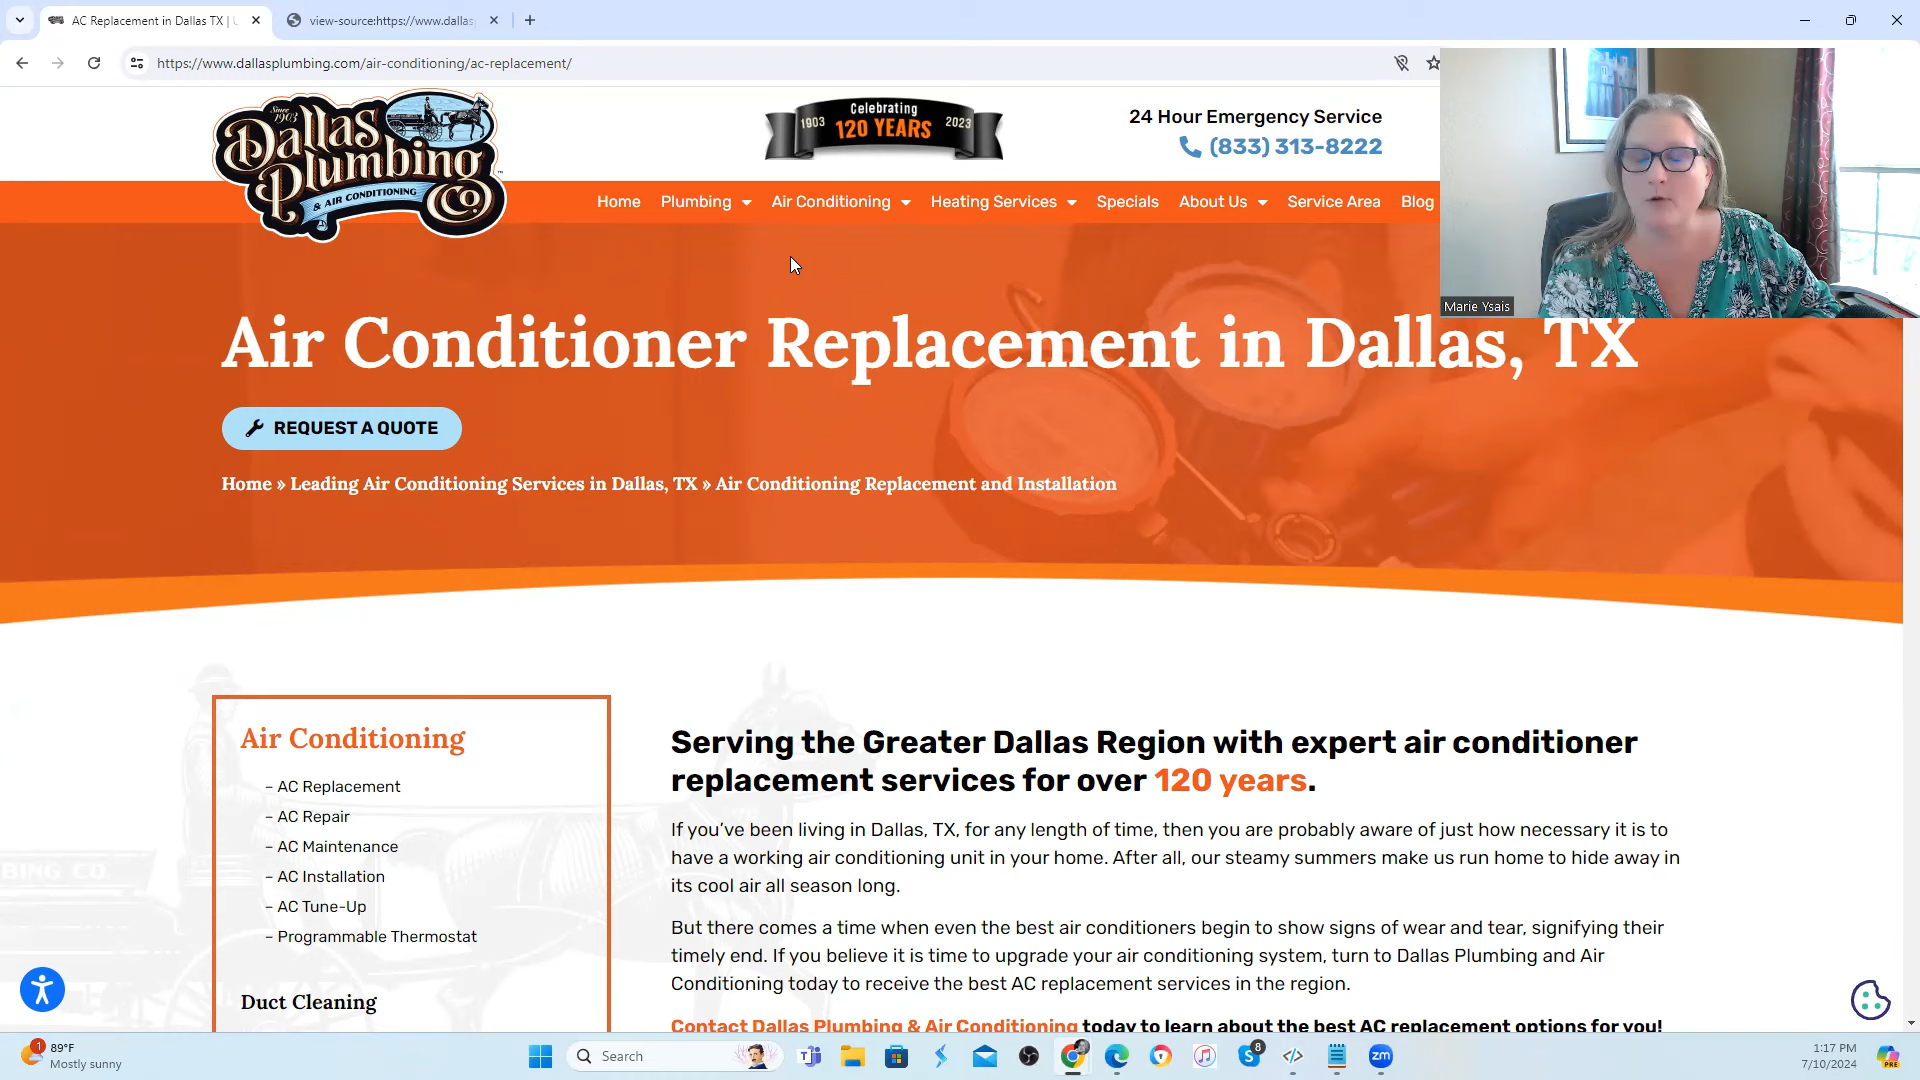 AC Replacement in Dallas TX |
view-source:https://www.dallas
https://www.dallasplumbing.com/air-conditioning/ac-replacement/
Since 1903
Dallas
Plumbing
& AIR CONDITIONING
Co
Celebrating
1903 120 YEARS 2023
24 Hour Emergency Service
(833) 313-8222
Home Plumbing Air Conditioning Heating Services Specials About Us Service Area Blog
Marie Ysais
Air Conditioner Replacement in Dallas, TX
REQUEST A QUOTE
Home » Leading Air Conditioning Services in Dallas, TX » Air Conditioning Replacement and Installation
Air Conditioning
– AC Replacement
– AC Repair
– AC Maintenance
– AC Installation
– AC Tune-Up
– Programmable Thermostat
Duct Cleaning
BING CO.
Serving the Greater Dallas Region with expert air conditioner
replacement services for over 120 years.
If you’ve been living in Dallas, TX, for any length of time, then you are probably aware of just how necessary it is to
have a working air conditioning unit in your home. After all, our steamy summers make us run home to hide away in
its cool air all season long.
But there comes a time when even the best air conditioners begin to show signs of wear and tear, signifying their
timely end. If you believe it is time to upgrade your air conditioning system, turn to Dallas Plumbing and Air
Conditioning today to receive the best AC replacement services in the region.
Contact Dallas Plumbing & Air Conditioning today to learn about the best AC replacement options for you!
1
89°F
Mostly sunny
Search
8
zm
PRE
1:17 PM
7/10/2024